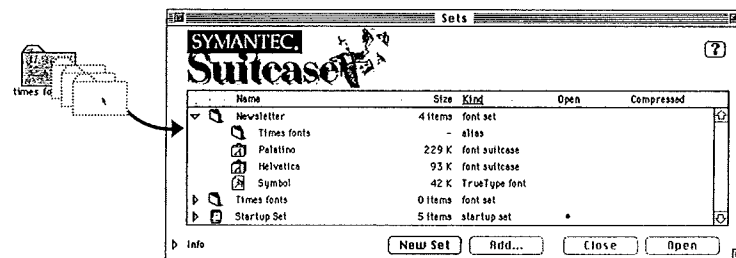 Sets
SYMANTEC.
Suitcase
?
times fo
Name Size Kind Open Compressed
Newsletter 4 items font set
Times fonts - alias
Palatino 229 K font suitcase
Helvetica 93 K font suitcase
Symbol 42 K TrueType font
Times fonts 0 items font set
Startup Set 5 items startup set •
Info New Set Add... Close Open